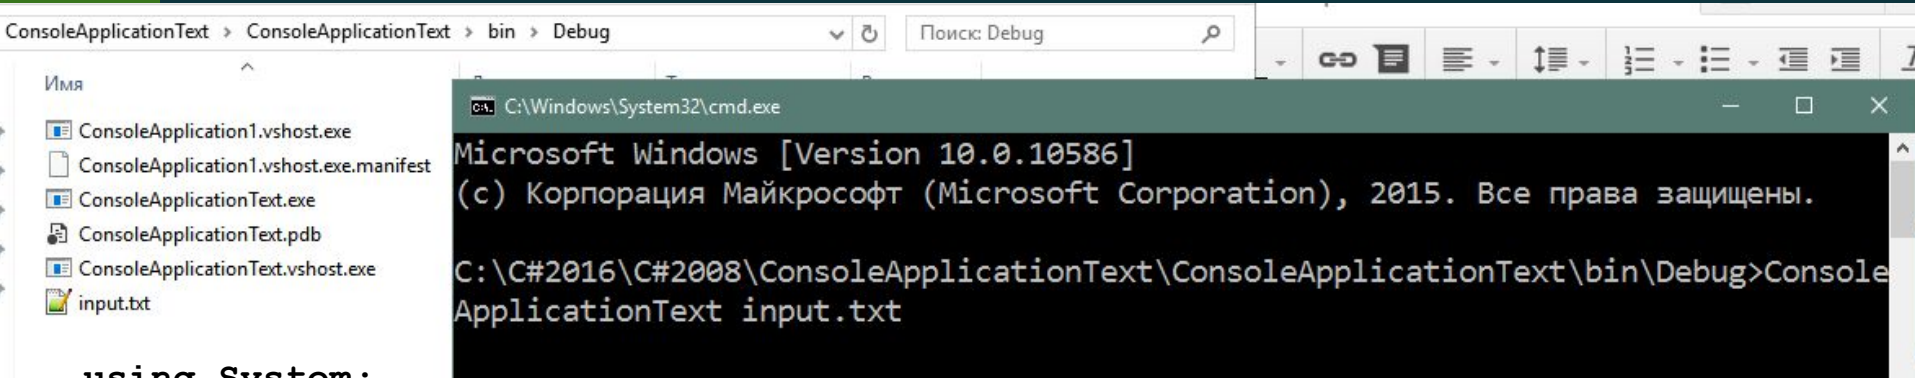 ConsoleApplicationText > ConsoleApplicationText > bin > Debug
Поиск: Debug
Имя
ConsoleApplication1.vshost.exe
ConsoleApplication1.vshost.exe.manifest
ConsoleApplicationText.exe
ConsoleApplicationText.pdb
ConsoleApplicationText.vshost.exe
input.txt
using System;
C:\Windows\System32\cmd.exe
Microsoft Windows [Version 10.0.10586]
(c) Корпорация Майкрософт (Microsoft Corporation), 2015. Все права защищены.
C:\C#2016\C#2008\ConsoleApplicationText\ConsoleApplicationText\bin\Debug>Console
ApplicationText input.txt